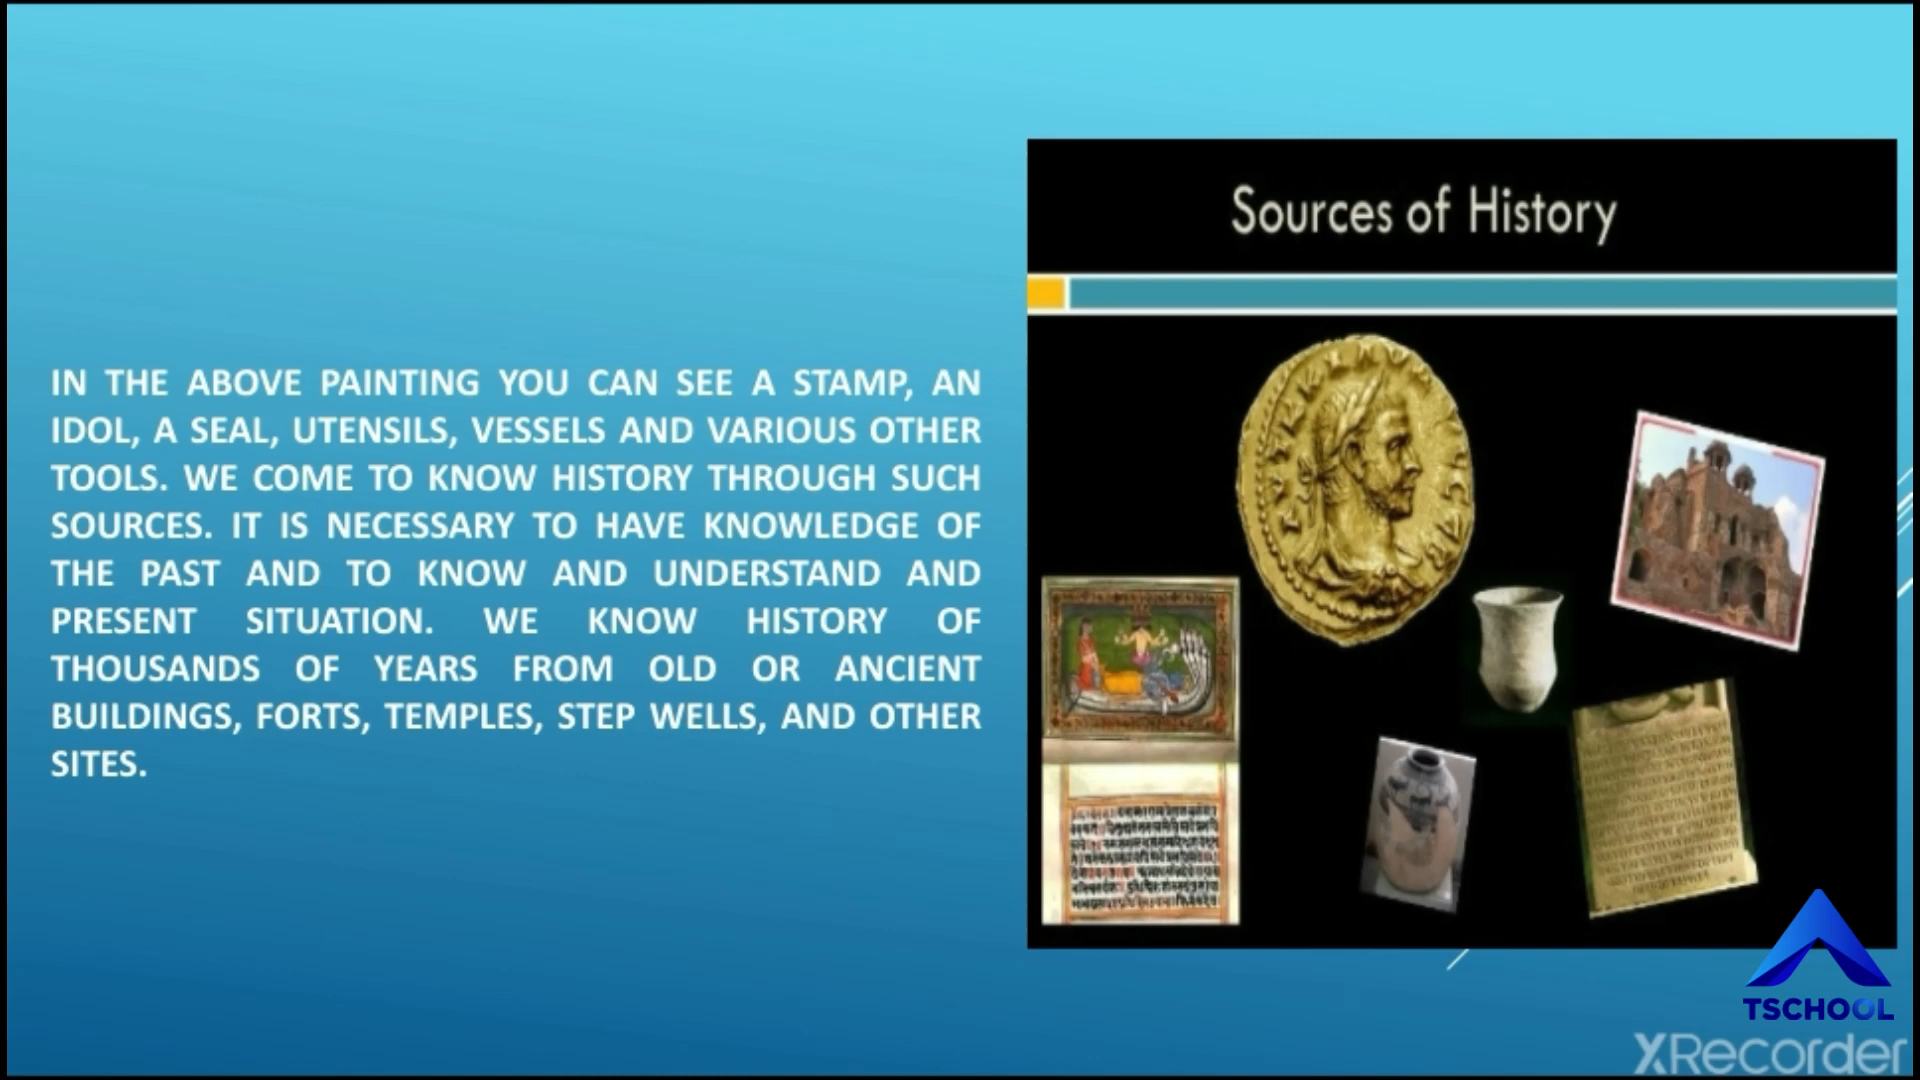 IN THE ABOVE PAINTING YOU CAN SEE A STAMP, AN
IDOL, A SEAL, UTENSILS, VESSELS AND VARIOUS OTHER
TOOLS. WE COME TO KNOW HISTORY THROUGH SUCH
SOURCES. IT IS NECESSARY TO HAVE KNOWLEDGE OF
THE PAST AND TO KNOW AND UNDERSTAND AND
PRESENT SITUATION. WE KNOW HISTORY OF
THOUSANDS OF YEARS FROM OLD OR ANCIENT
BUILDINGS, FORTS, TEMPLES, STEP WELLS, AND OTHER
SITES.
Sources of History
TSCHOOL
XRecorder